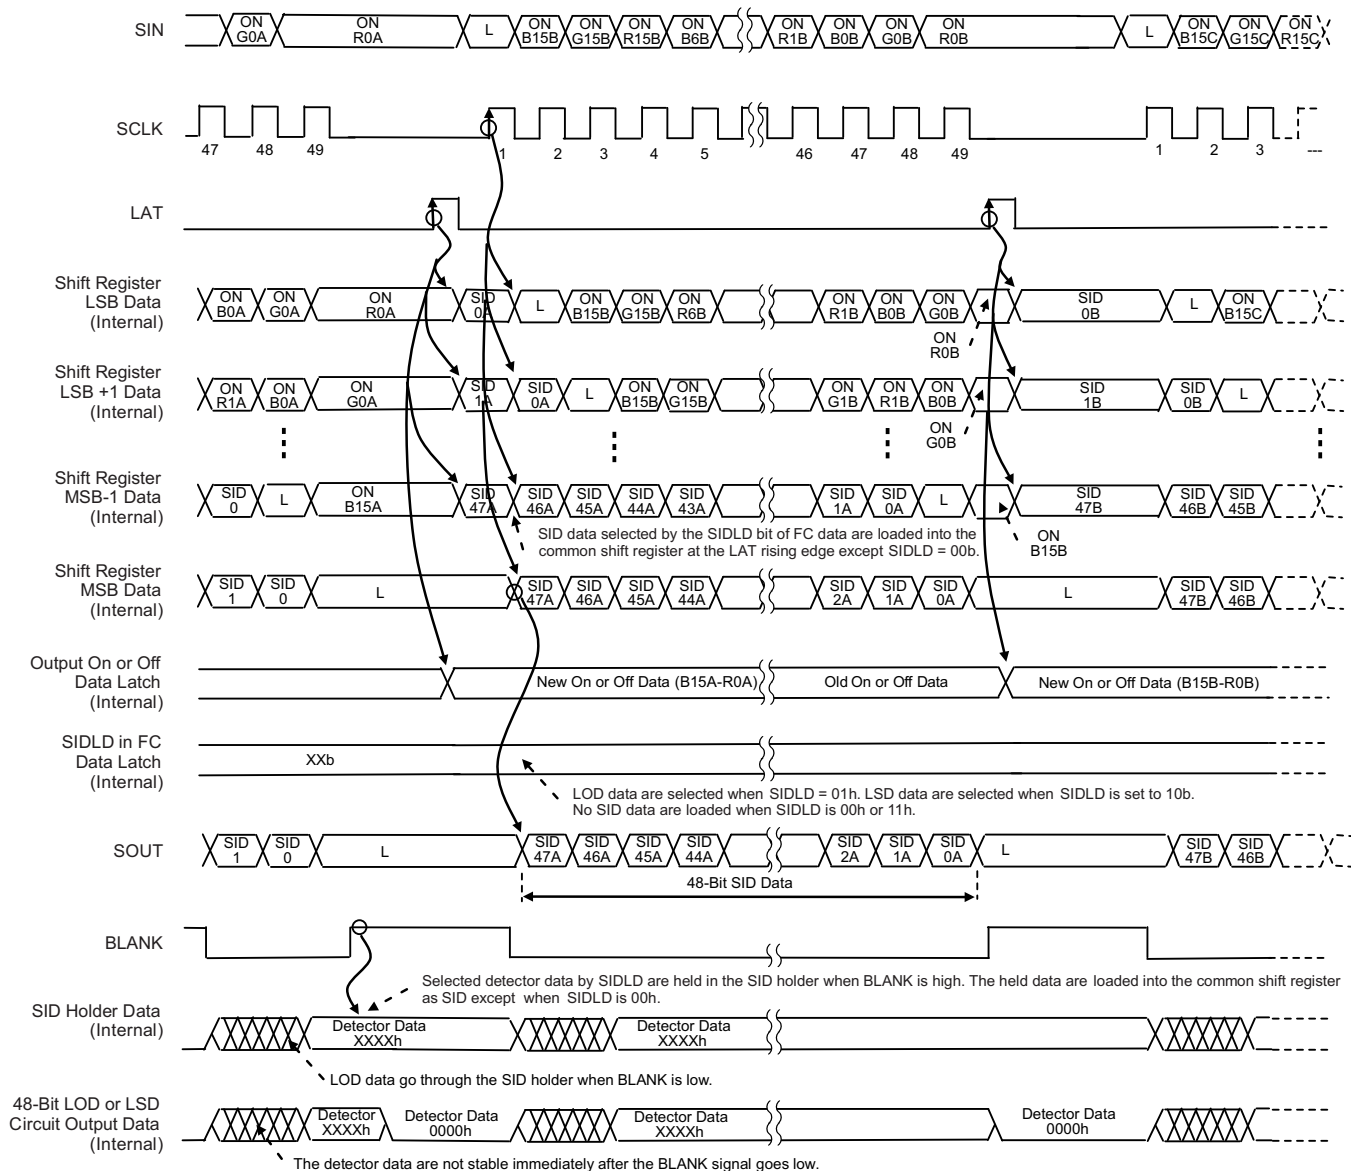 SIN
ON G0A
ON R0A
L
ON B15B
ON G15B
ON R15B
ON B6B
ON R1B
ON B0B
ON G0B
ON R0B
L
ON B15C
ON G15C
ON R15C
SCLK
47 48 49 1 2 3 4 5 46 47 48 49 1 2 3 ---
LAT
Shift Register
LSB Data
(Internal)
ON B0A
ON G0A
ON R0A
SID 0A
L
ON B15B
ON G15B
ON R6B
ON R1B
ON B0B
ON G0B
SID 0B
L
ON B15C
ON R0B
Shift Register
LSB +1 Data
(Internal)
ON R1A
ON B0A
ON G0A
SID 1A
SID 0A
L
ON B15B
ON G15B
ON G1B
ON R1B
ON B0B
SID 1B
SID 0B
L
ON G0B
Shift Register
MSB-1 Data
(Internal)
SID 0
L
ON B15A
SID 47A
SID 46A
SID 45A
SID 44A
SID 43A
SID 1A
SID 0A
L
SID 47B
SID 46B
SID 45B
SID data selected by the SIDLD bit of FC data are loaded into the
common shift register at the LAT rising edge except SIDLD = 00b.
ON B15B
Shift Register
MSB Data
(Internal)
SID 1
SID 0
L
SID 47A
SID 46A
SID 45A
SID 44A
SID 2A
SID 1A
SID 0A
L
SID 47B
SID 46B
Output On or Off
Data Latch
(Internal)
New On or Off Data (B15A-R0A)
Old On or Off Data
New On or Off Data (B15B-R0B)
SIDLD in FC
Data Latch
(Internal)
XXb
LOD data are selected when SIDLD = 01h. LSD data are selected when SIDLD is set to 10b.
No SID data are loaded when SIDLD is 00h or 11h.
SOUT
SID 1
SID 0
L
SID 47A
SID 46A
SID 45A
SID 44A
SID 2A
SID 1A
SID 0A
L
SID 47B
SID 46B
48-Bit SID Data
BLANK
Selected detector data by SIDLD are held in the SID holder when BLANK is high. The held data are loaded into the common shift register
as SID except when SIDLD is 00h.
SID Holder Data
(Internal)
Detector Data
XXXXh
Detector Data
XXXXh
LOD data go through the SID holder when BLANK is low.
48-Bit LOD or LSD
Circuit Output Data
(Internal)
Detector
XXXXh
Detector Data
0000h
Detector Data
XXXXh
Detector Data
0000h
The detector data are not stable immediately after the BLANK signal goes low.